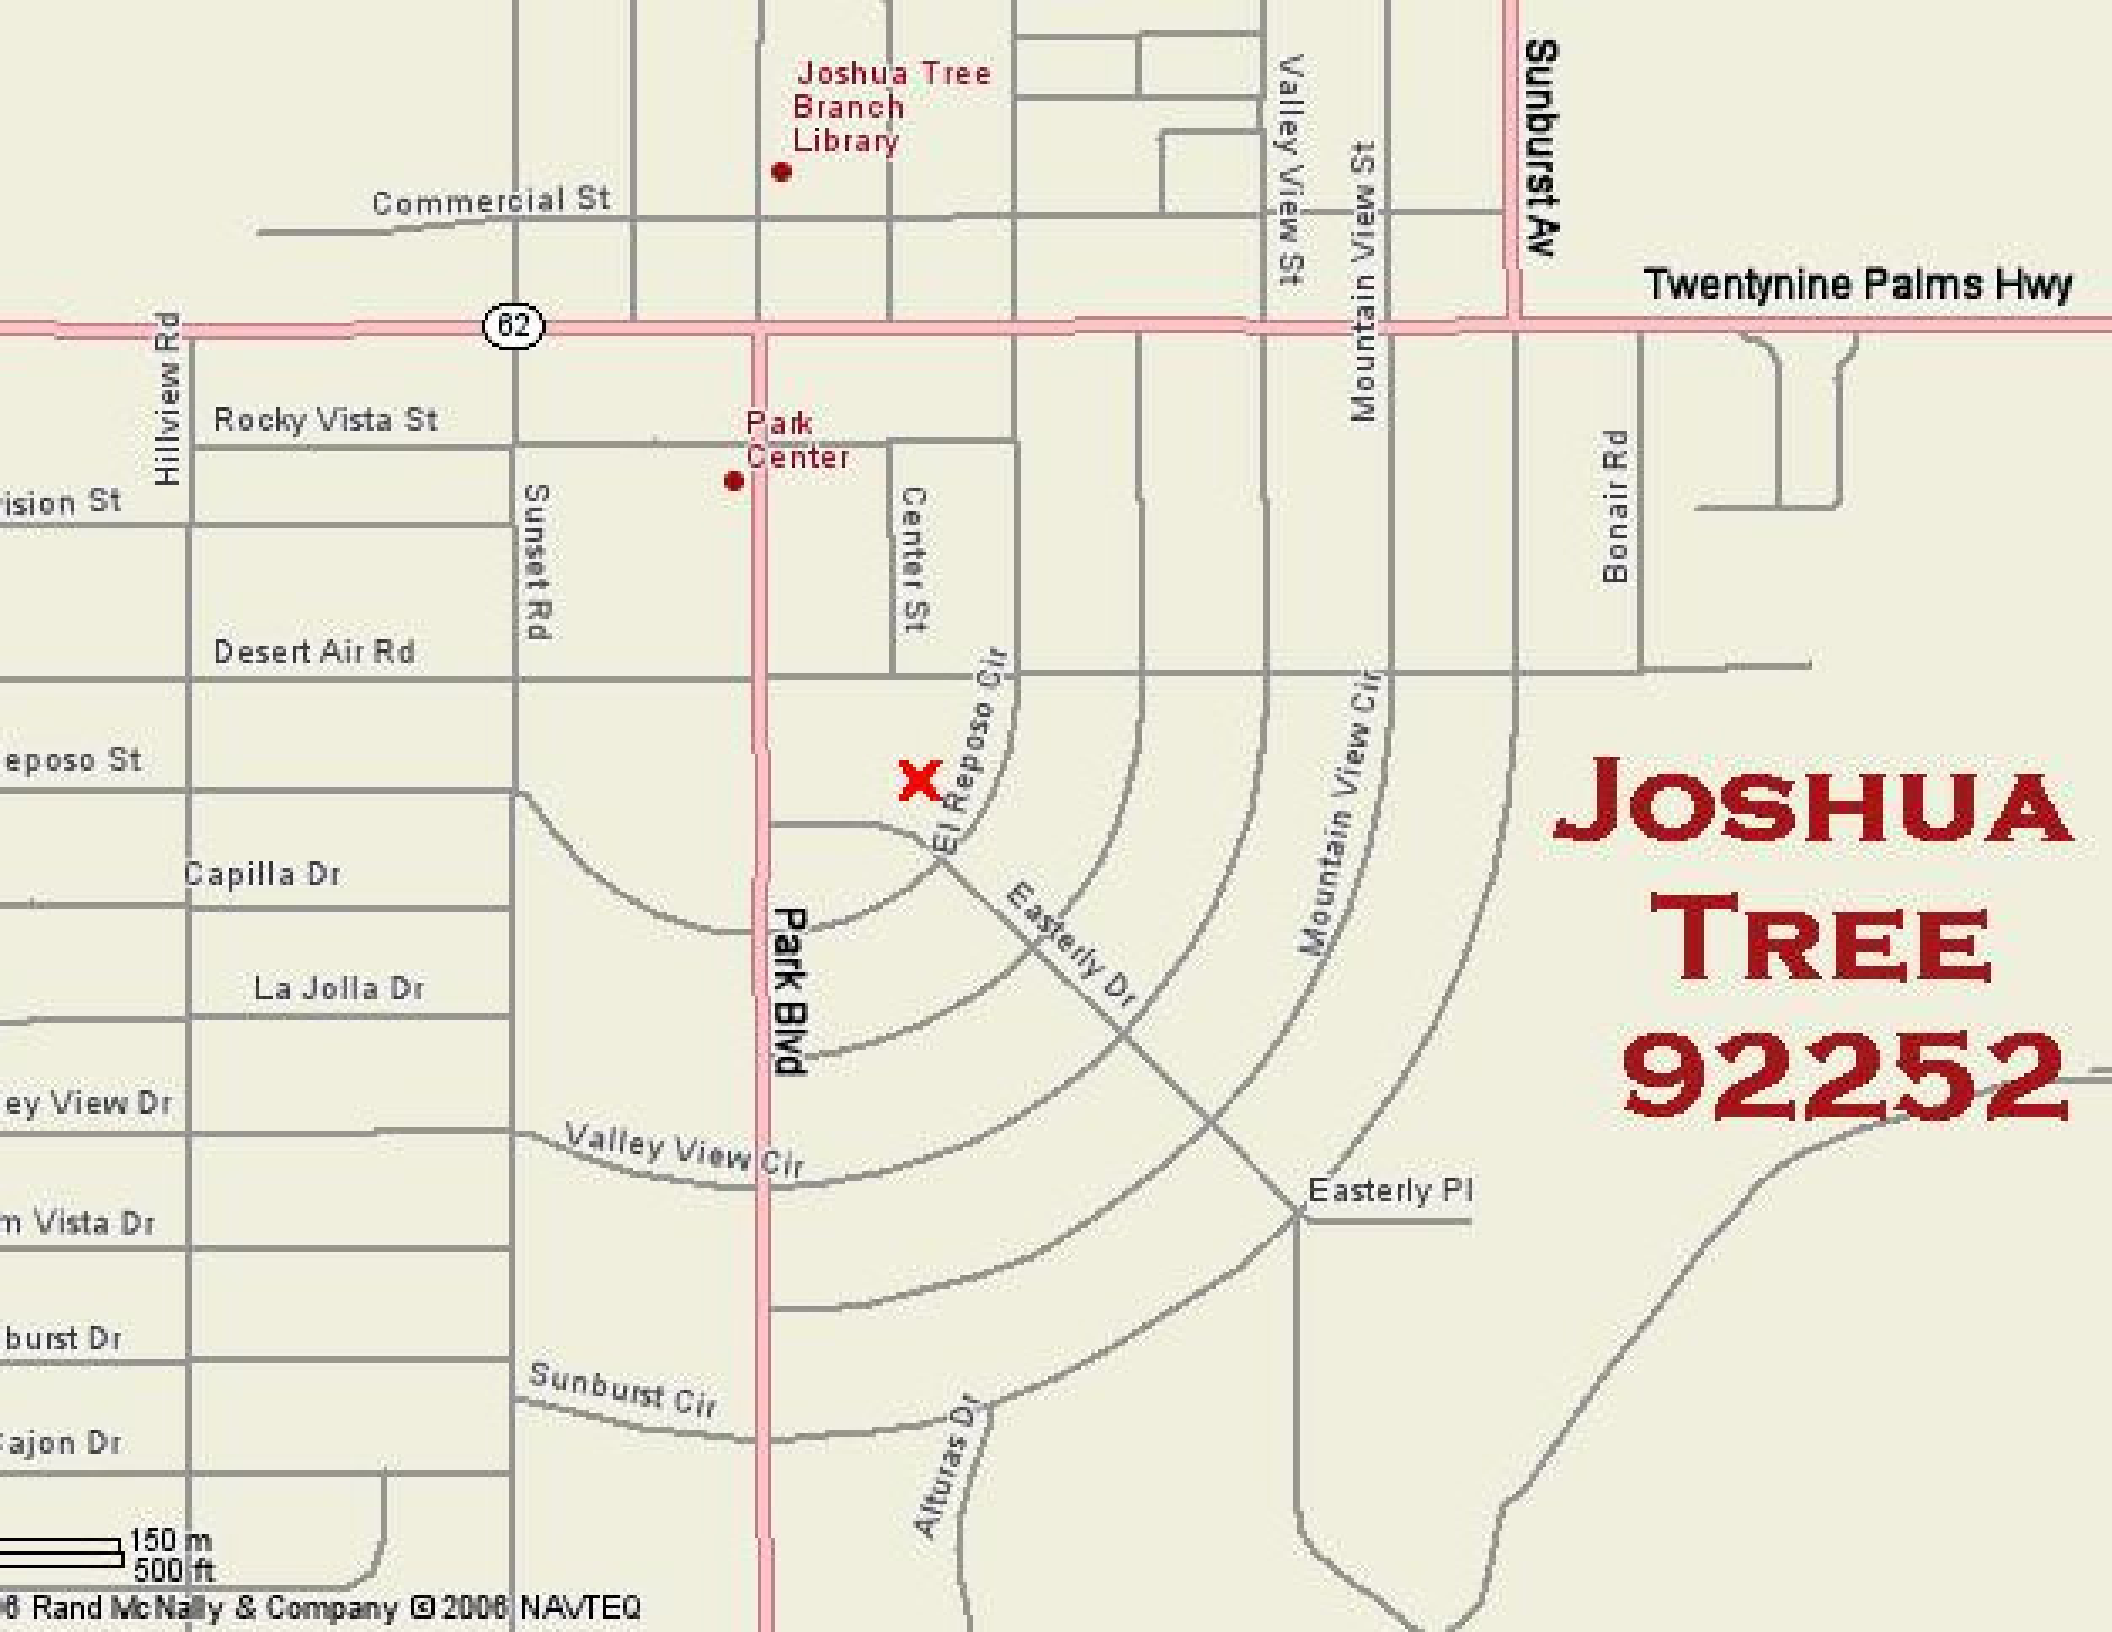 Joshua Tree
Branch
Library
Commercial St
Valley View St
Mountain View St
Sunburst Av
Twentynine Palms Hwy
62
Hillview Rd
Rocky Vista St
Park
Center
ision St
Sunset Rd
Center St
Bonair Rd
Desert Air Rd
El Reposo Cir
Mountain View Cir
eposo St
X
JOSHUA
TREE
92252
Capilla Dr
Easterly Dr
Park Blvd
La Jolla Dr
ey View Dr
Valley View Cir
Easterly Pl
m Vista Dr
burst Dr
Sunburst Cir
Alturas Dr
ajon Dr
150 m
500 ft
6 Rand McNally & Company © 2006 NAVTEQ